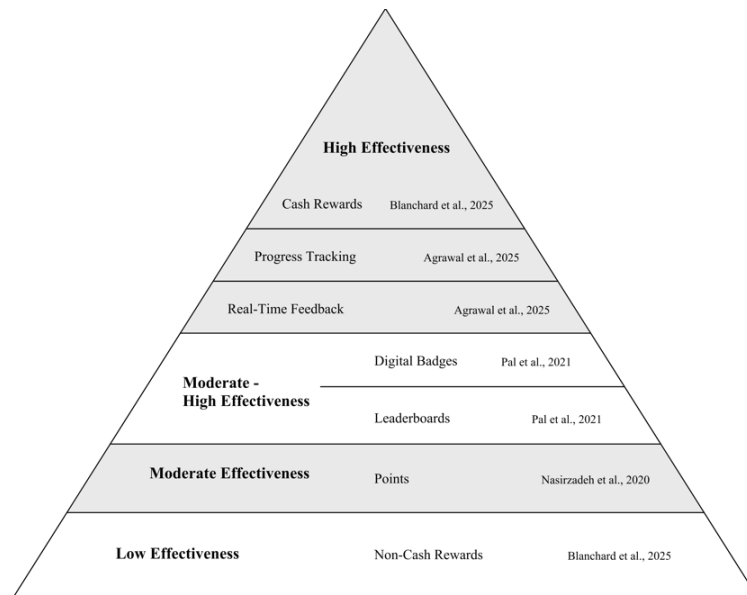 High Effectiveness
Cash Rewards Blanchard et al., 2025
Progress Tracking Agrawal et al., 2025
Real-Time Feedback Agrawal et al., 2025
Moderate -
High Effectiveness
Digital Badges Pal et al., 2021
Leaderboards Pal et al., 2021
Moderate Effectiveness Points Nasirzadeh et al., 2020
Low Effectiveness Non-Cash Rewards Blanchard et al., 2025